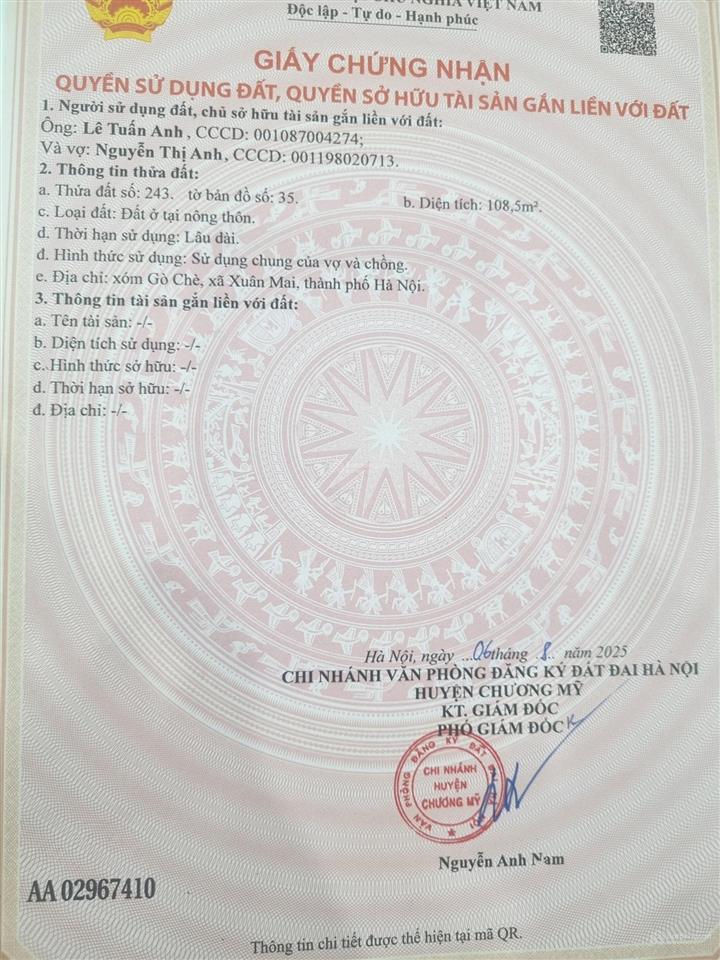 NGHĨA VIỆT NAM
Độc lập - Tự do - Hạnh phúc
GIẤY CHỨNG NHẬN
QUYỀN SỬ DỤNG ĐẤT, QUYỀN SỞ HỮU TÀI SẢN GẮN LIỀN VỚI ĐẤT
1. Người sử dụng đất, chủ sở hữu tài sản gắn liền với đất:
Ông: Lê Tuấn Anh, CCCD: 001087004274;
Và vợ: Nguyễn Thị Anh, CCCD: 001198020713.
2. Thông tin thửa đất:
a. Thửa đất số: 243. tờ bản đồ số: 35. b. Diện tích: 108,5m².
c. Loại đất: Đất ở tại nông thôn.
d. Thời hạn sử dụng: Lâu dài.
đ. Hình thức sử dụng: Sử dụng chung của vợ và chồng.
e. Địa chỉ: xóm Gò Chè, xã Xuân Mai, thành phố Hà Nội.
3. Thông tin tài sản gắn liền với đất:
a. Tên tài sản: -/-
b. Diện tích sử dụng: -/-
c. Hình thức sở hữu: -/-
d. Thời hạn sở hữu: -/-
đ. Địa chỉ: -/-
Hà Nội, ngày ...06 tháng .8.. năm 2025
CHI NHÁNH VĂN PHÒNG ĐĂNG KÝ ĐẤT ĐAI HÀ NỘI
HUYỆN CHƯƠNG MỸ
KT. GIÁM ĐỐC
PHÓ GIÁM ĐỐC
VĂN PHÒNG ĐĂNG KÝ ĐẤT
CHI NHÁNH
HUYỆN
CHƯƠNG MỸ
Nguyễn Anh Nam
AA 02967410
Thông tin chi tiết được thể hiện tại mã QR.